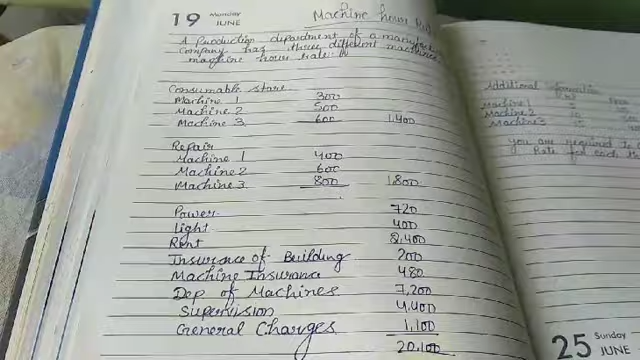 19 Monday
JUNE
Machine hour
A Production department of a
company has three different machines
machine hour rate:
Consumable store
Machine 1 300
Machine 2 500
Machine 3 600 1,400
Repair
Machine 1 400
Machine 2 600
Machine 3 800 1800
Power 720
Light 400
Rent 2,400
Insurance of Building 200
Machine Insurance 480
Dep of Machines 7,200
Supervision 4,400
General Charges 1,100
20,100
Additional
Machine 1
Machine 2
Machine 3
You are required to
Rate for each
25 Sunday
JUNE